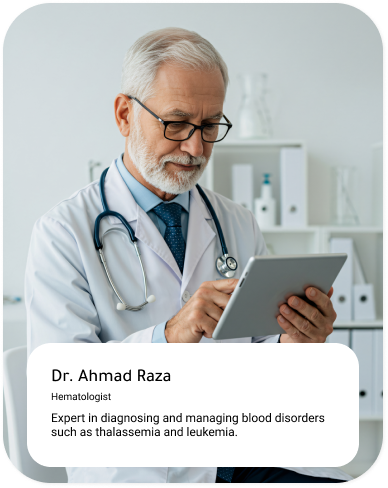 Dr. Ahmad Raza
Hematologist
Expert in diagnosing and managing blood disorders
such as thalassemia and leukemia.